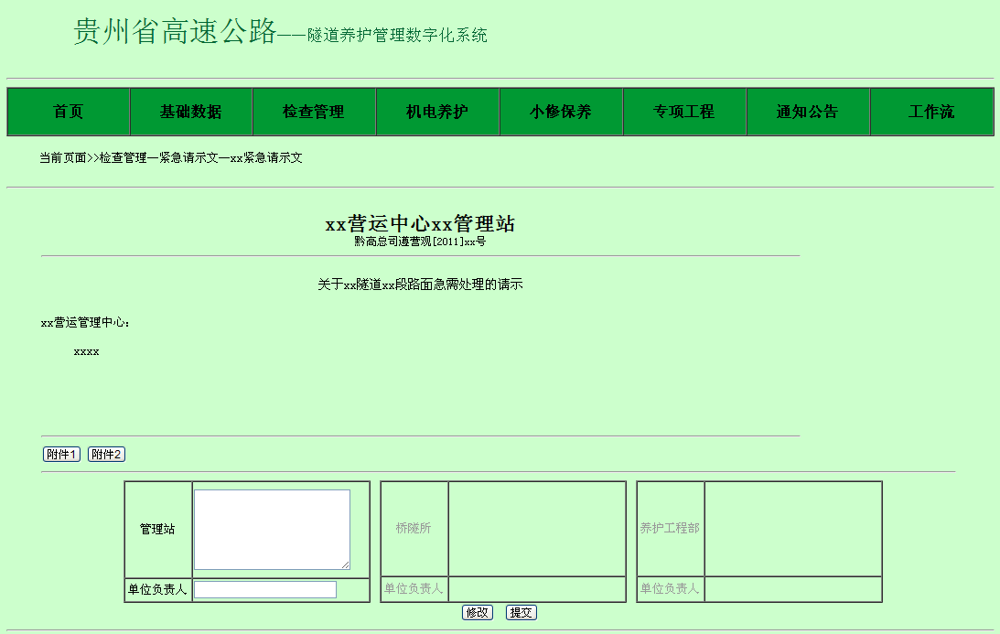 贵州省高速公路——隧道养护管理数字化系统
首页 基础数据 检查管理 机电养护 小修保养 专项工程 通知公告 工作流
当前页面>>检查管理—紧急请示文—xx紧急请示文
xx营运中心xx管理站
黔高总司遵营观[2011]xx号
关于xx隧道xx段路面急需处理的请示
xx营运管理中心:
xxxx
附件1 附件2
管理站 桥隧所 养护工程部
单位负责人 单位负责人 单位负责人
修改 提交